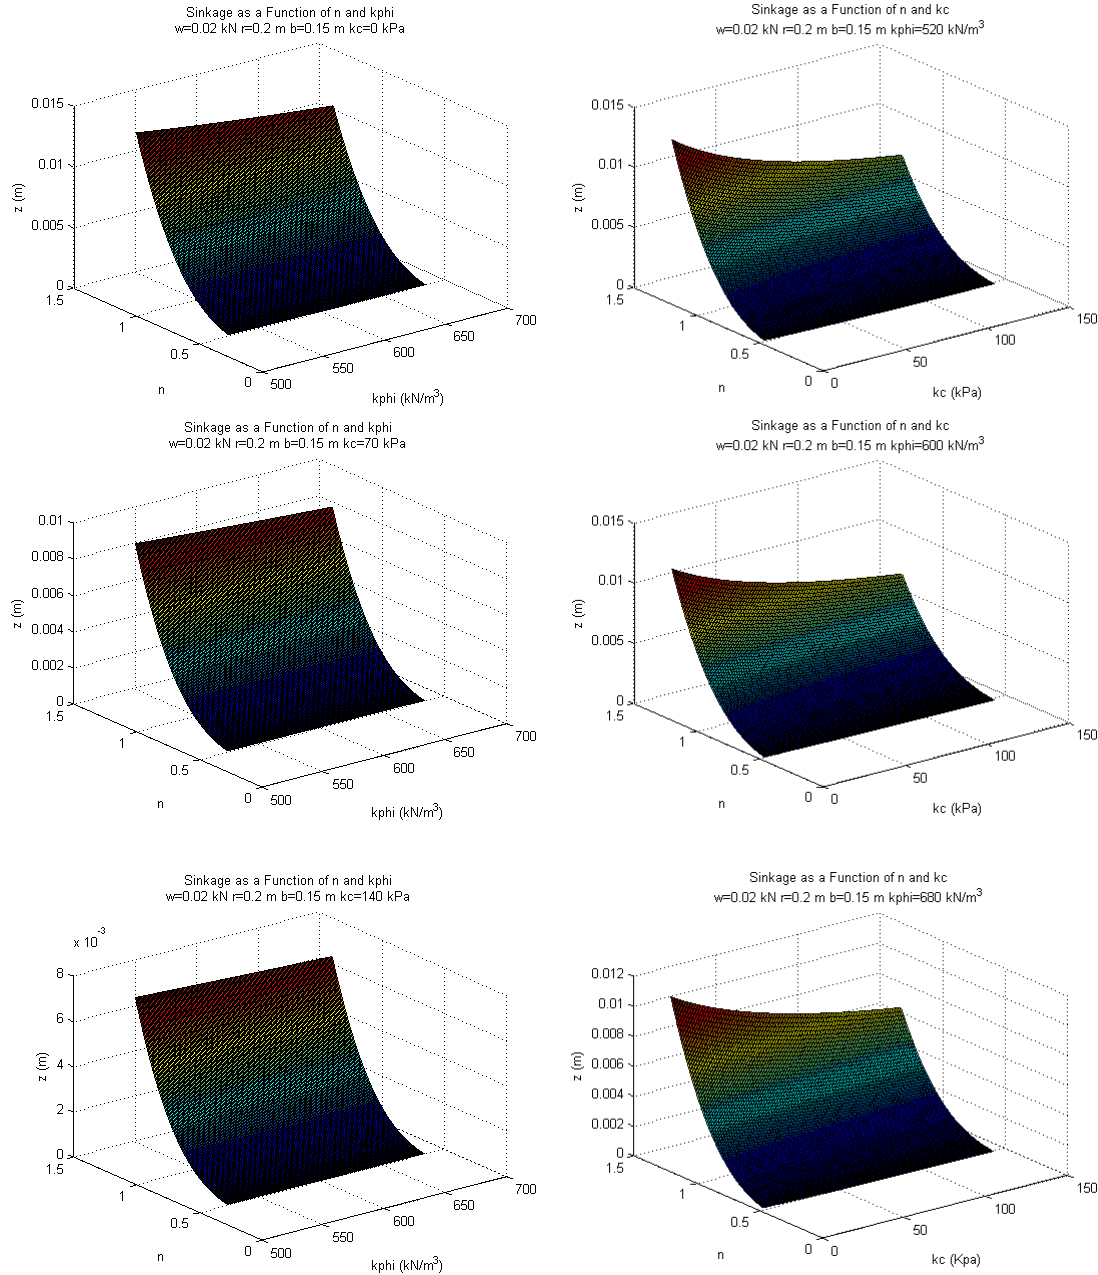 Sinkage as a Function of n and kphi
w=0.02 kN r=0.2 m b=0.15 m kc=0 kPa
0.015
0.01
0.005
0
z (m)
1.5
1
0.5
0
n
500
550
600
650
700
kphi (kN/m³)
Sinkage as a Function of n and kc
w=0.02 kN r=0.2 m b=0.15 m kphi=520 kN/m³
0.015
0.01
0.005
0
z (m)
1.5
1
0.5
0
n
0
50
100
150
kc (kPa)
Sinkage as a Function of n and kphi
w=0.02 kN r=0.2 m b=0.15 m kc=70 kPa
0.01
0.008
0.006
0.004
0.002
0
z (m)
1.5
1
0.5
0
n
500
550
600
650
700
kphi (kN/m³)
Sinkage as a Function of n and kc
w=0.02 kN r=0.2 m b=0.15 m kphi=600 kN/m³
0.015
0.01
0.005
0
z (m)
1.5
1
0.5
0
n
0
50
100
150
kc (kPa)
Sinkage as a Function of n and kphi
w=0.02 kN r=0.2 m b=0.15 m kc=140 kPa
x 10⁻³
8
6
4
2
0
z (m)
1.5
1
0.5
0
n
500
550
600
650
700
kphi (kN/m³)
Sinkage as a Function of n and kc
w=0.02 kN r=0.2 m b=0.15 m kphi=680 kN/m³
0.012
0.01
0.008
0.006
0.004
0.002
0
z (m)
1.5
1
0.5
0
n
0
50
100
150
kc (Kpa)